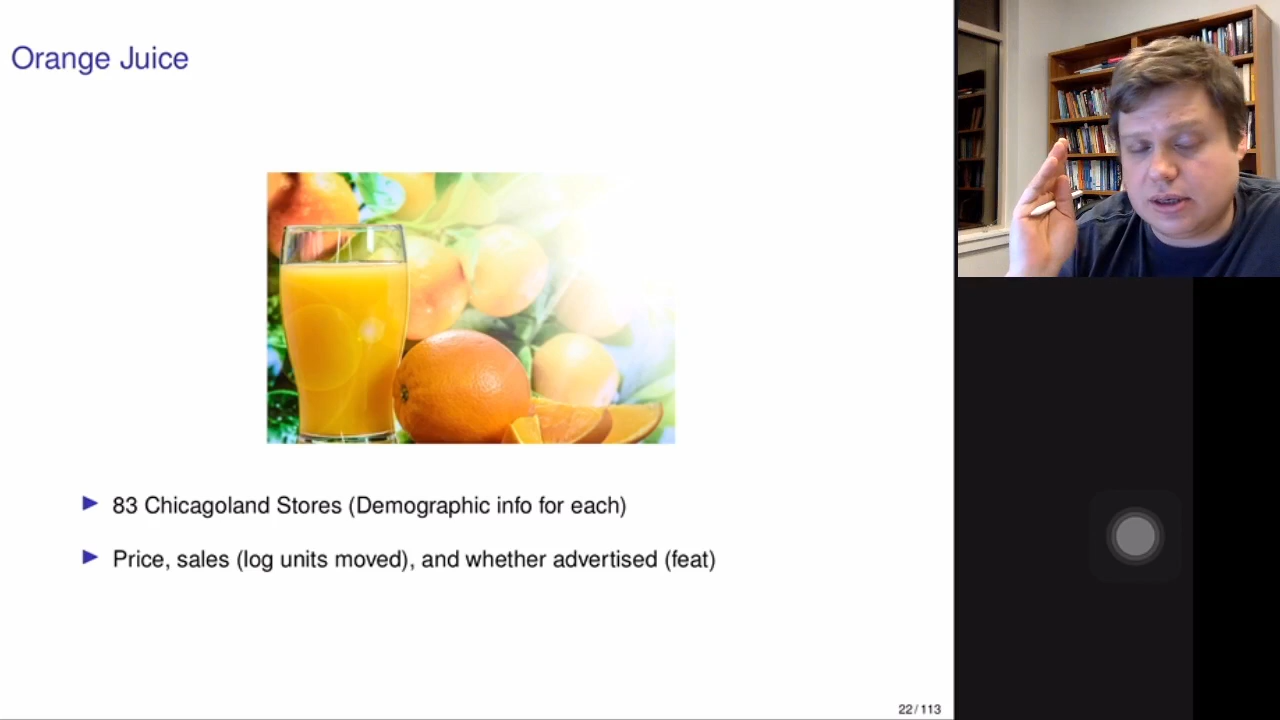 Orange Juice
▶ 83 Chicagoland Stores (Demographic info for each)
▶ Price, sales (log units moved), and whether advertised (feat)
22 / 113